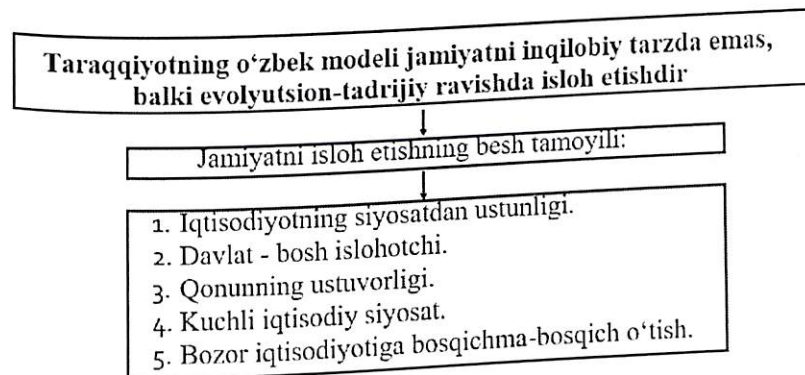 Taraqqiyotning o‘zbek modeli jamiyatni inqilobiy tarzda emas,
balki evolyutsion-tadrijiy ravishda isloh etishdir
Jamiyatni isloh etishning besh tamoyili:
1. Iqtisodiyotning siyosatdan ustunligi.
2. Davlat - bosh islohotchi.
3. Qonunning ustuvorligi.
4. Kuchli iqtisodiy siyosat.
5. Bozor iqtisodiyotiga bosqichma-bosqich o‘tish.